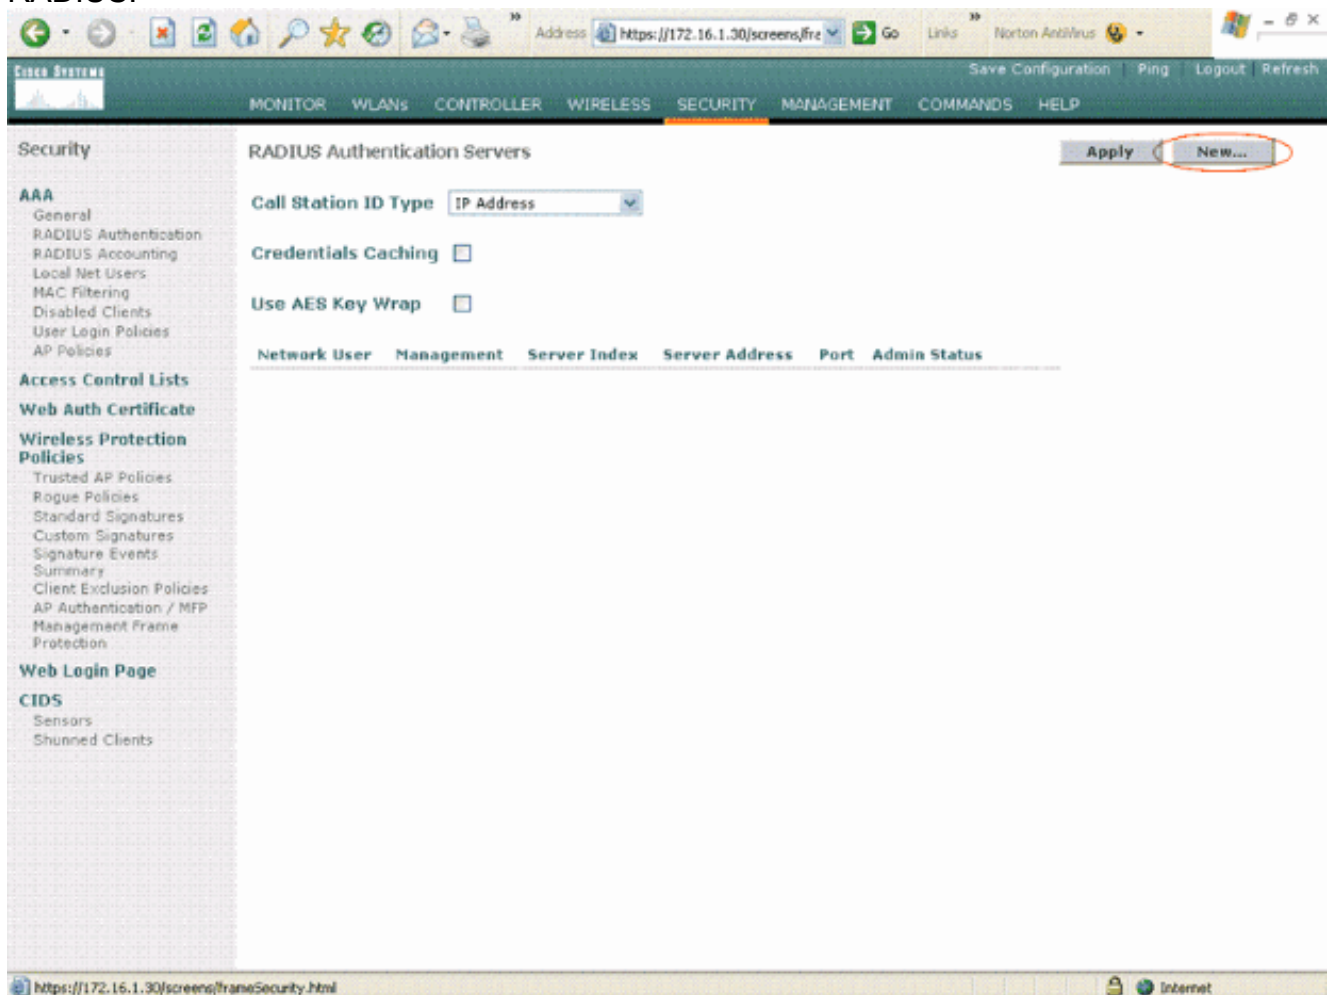 RADIUS.
Address https://172.16.1.30/screens/fra Go Links Norton AntiVirus
CISCO SYSTEMS
Save Configuration | Ping | Logout | Refresh
MONITOR WLANs CONTROLLER WIRELESS SECURITY MANAGEMENT COMMANDS HELP
Security
RADIUS Authentication Servers
Apply New...
AAA
General
RADIUS Authentication
RADIUS Accounting
Local Net Users
MAC Filtering
Disabled Clients
User Login Policies
AP Policies
Access Control Lists
Web Auth Certificate
Wireless Protection
Policies
Trusted AP Policies
Rogue Policies
Standard Signatures
Custom Signatures
Signature Events
Summary
Client Exclusion Policies
AP Authentication / MFP
Management Frame
Protection
Web Login Page
CIDS
Sensors
Shunned Clients
Call Station ID Type IP Address
Credentials Caching
Use AES Key Wrap
Network User Management Server Index Server Address Port Admin Status
https://172.16.1.30/screens/frameSecurity.html Internet